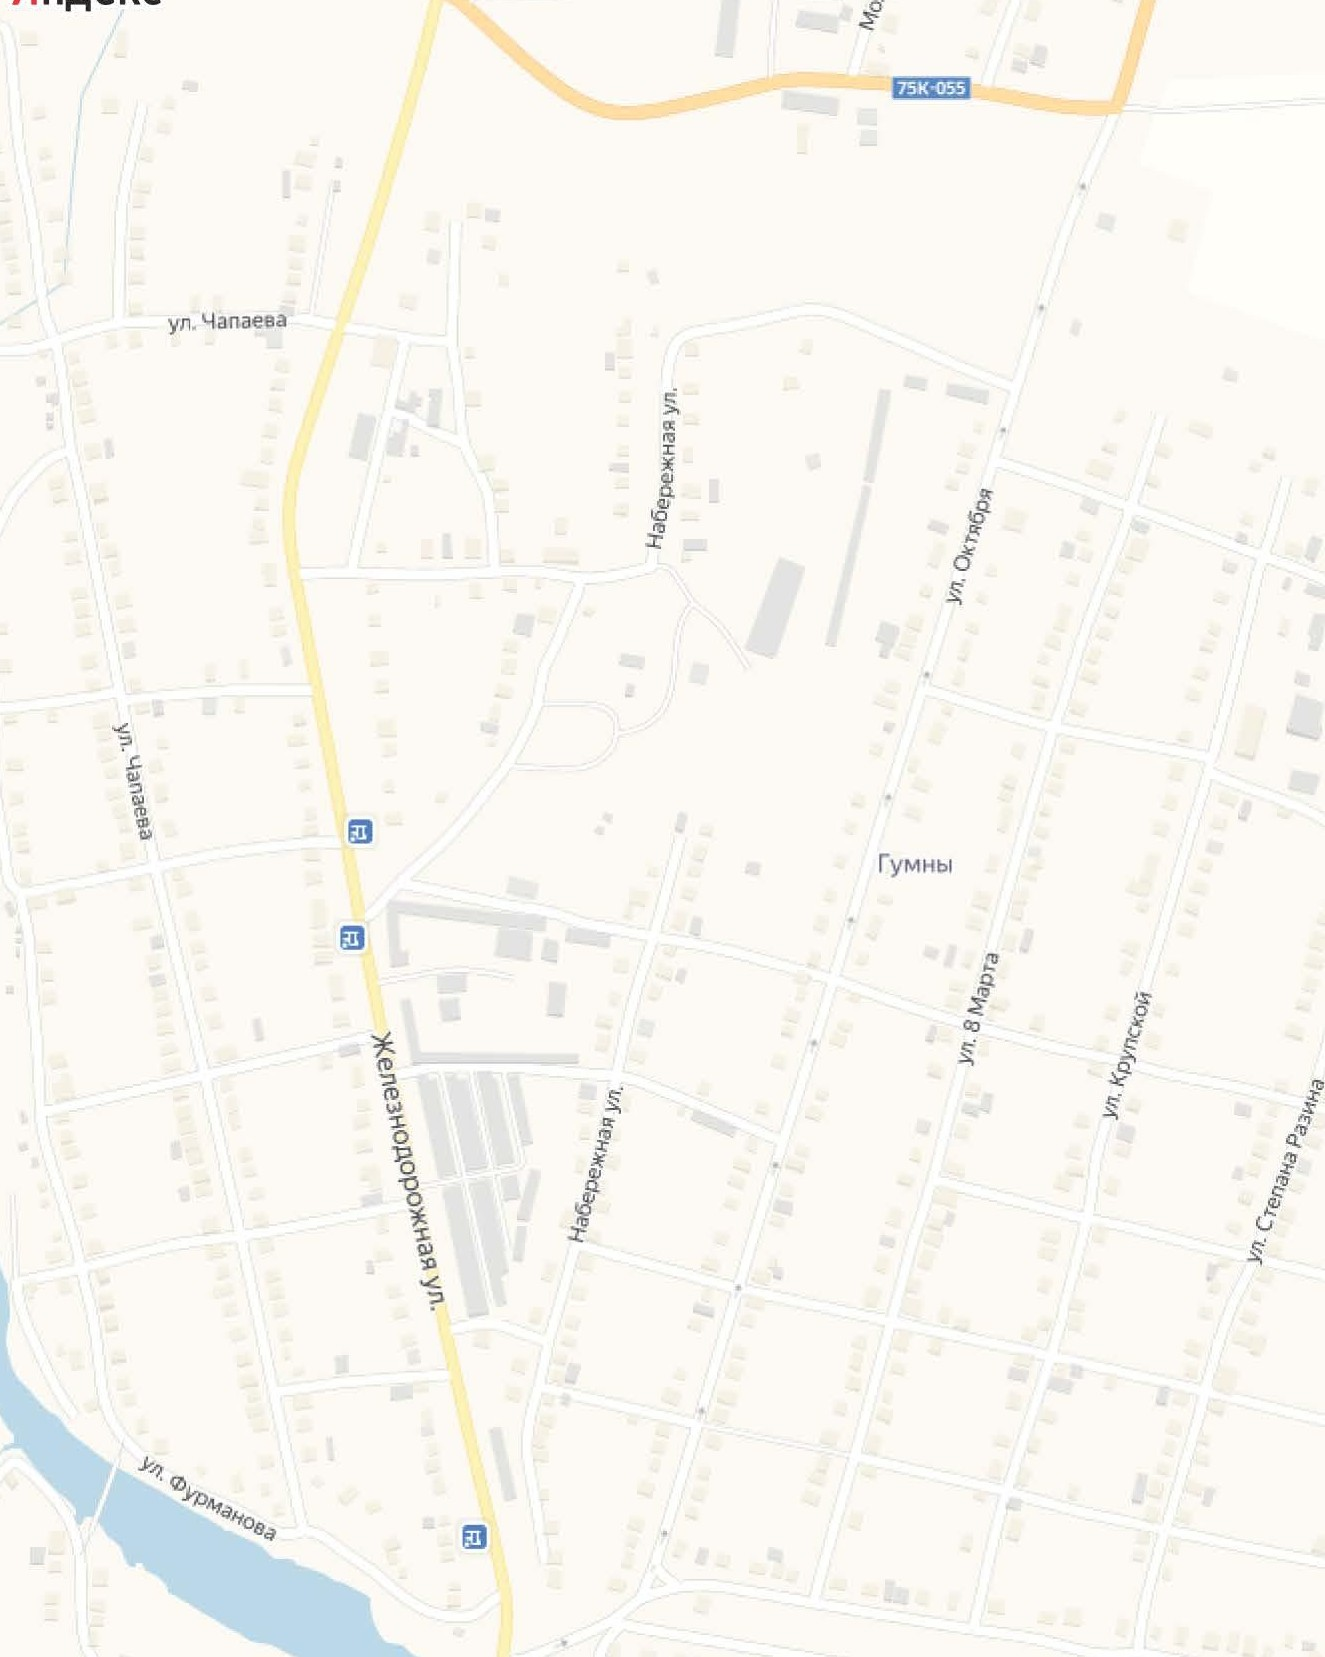 Яндекс
75К-055
ул. Чапаева
Набережная ул.
ул. Октября
ул. Чапаева
Гумны
ул. 8 Марта
ул. Крупской
Железнодорожная ул.
Набережная ул.
ул. Степана Разина
ул. Фурманова